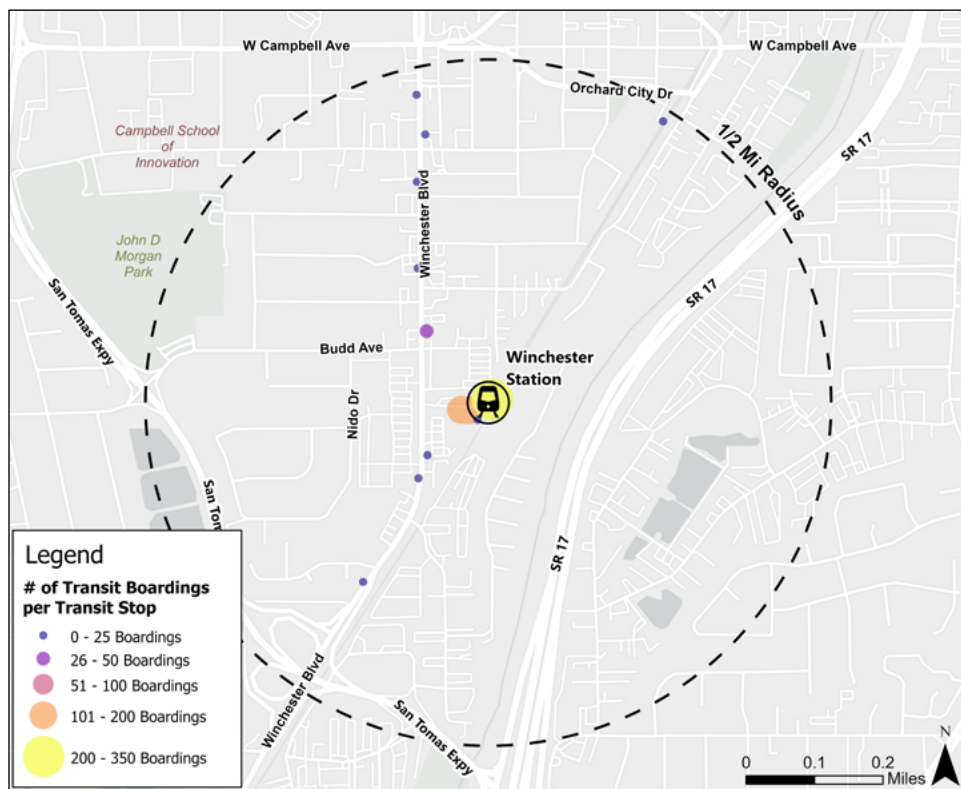 W Campbell Ave
W Campbell Ave
Orchard City Dr
Campbell School
of
Innovation
1/2 Mi Radius
SR 17
Winchester Blvd
John D
Morgan
Park
San Tomas Expy
SR 17
Budd Ave
Winchester
Station
Nido Dr
San Tom
SR 17
Winchester Blvd
San Tomas Expy
Legend
# of Transit Boardings
per Transit Stop
0 - 25 Boardings
26 - 50 Boardings
51 - 100 Boardings
101 - 200 Boardings
200 - 350 Boardings
N
0 0.1 0.2
Miles